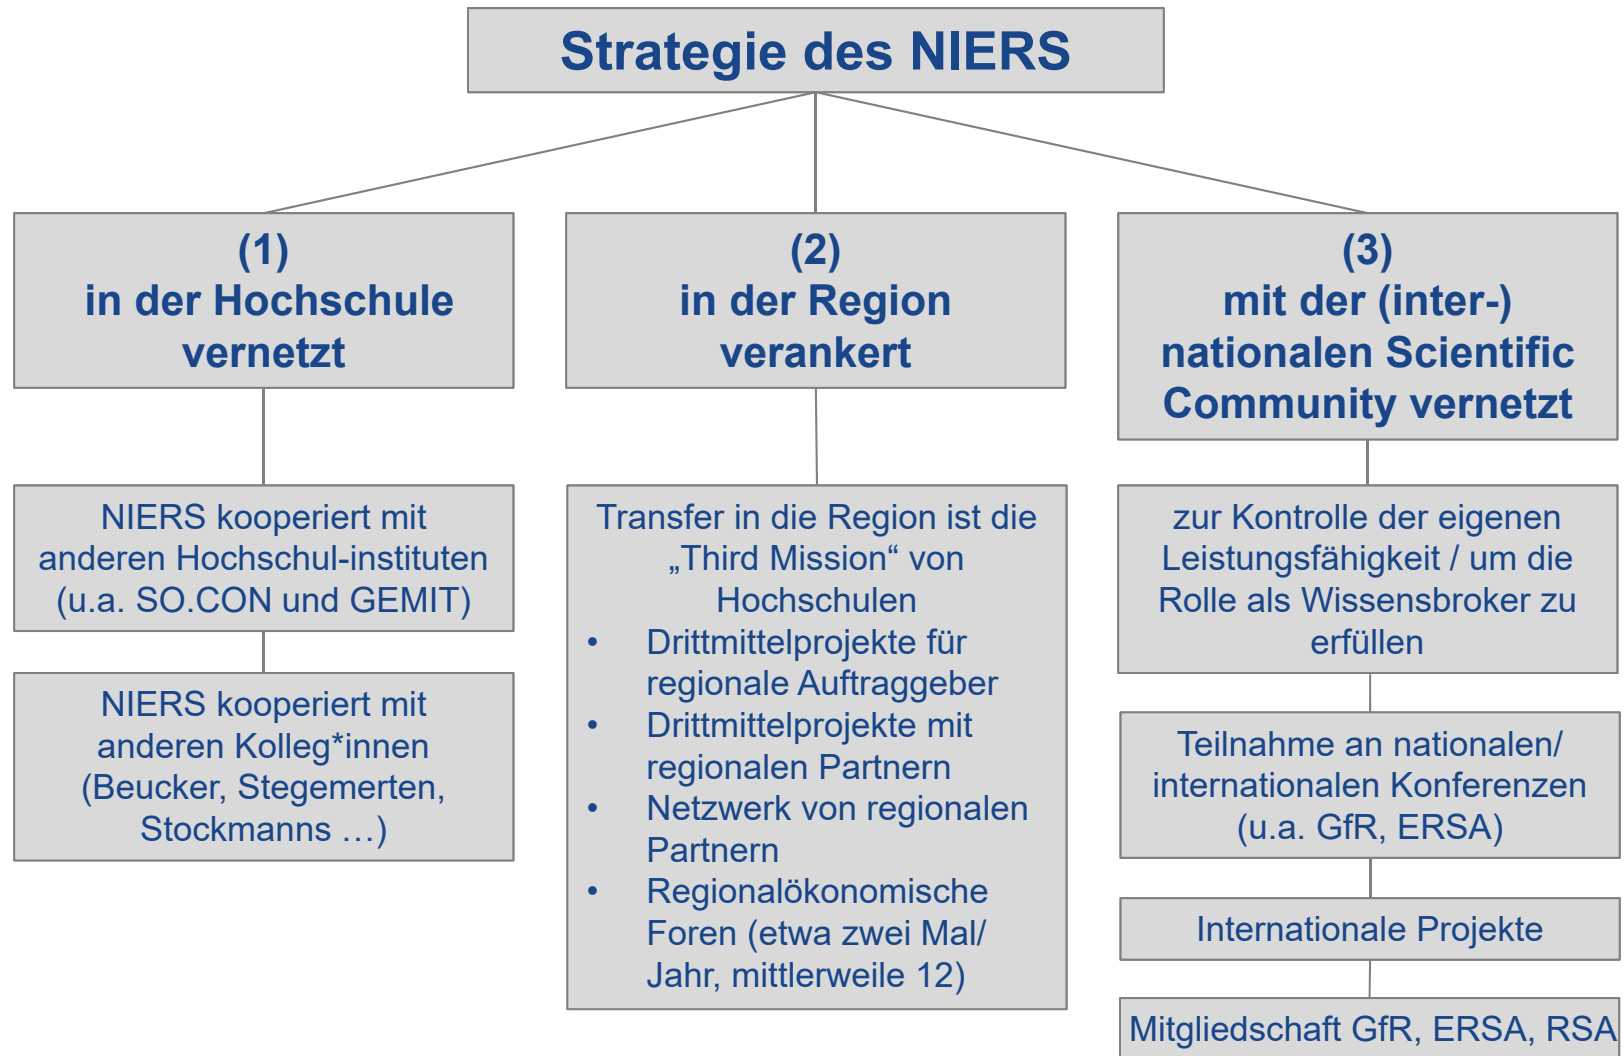 Strategie des NIERS
(1)
in der Hochschule
vernetzt
NIERS kooperiert mit
anderen Hochschul-instituten
(u.a. SO.CON und GEMIT)
NIERS kooperiert mit
anderen Kolleg*innen
(Beucker, Stegemerten,
Stockmanns …)
(2)
in der Region
verankert
Transfer in die Region ist die
„Third Mission“ von
Hochschulen
• Drittmittelprojekte für
regionale Auftraggeber
• Drittmittelprojekte mit
regionalen Partnern
• Netzwerk von regionalen
Partnern
• Regionalökonomische
Foren (etwa zwei Mal/
Jahr, mittlerweile 12)
(3)
mit der (inter-)
nationalen Scientific
Community vernetzt
zur Kontrolle der eigenen
Leistungsfähigkeit / um die
Rolle als Wissensbroker zu
erfüllen
Teilnahme an nationalen/
internationalen Konferenzen
(u.a. GfR, ERSA)
Internationale Projekte
Mitgliedschaft GfR, ERSA, RSA